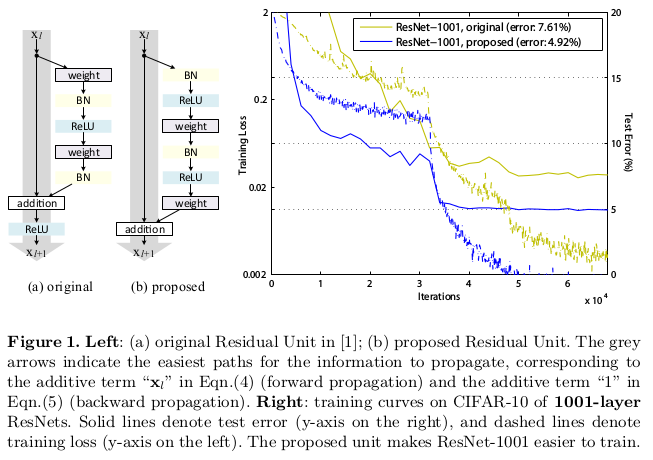 xl
weight
BN
ReLU
weight
BN
addition
ReLU
xl+1
(a) original
xl
BN
ReLU
weight
BN
ReLU
weight
addition
xl+1
(b) proposed
2
0.2
0.02
0.002
Training Loss
ResNet−1001, original (error: 7.61%)
ResNet−1001, proposed (error:4.92%)
20
15
10
5
0
Test Error (%)
0 1 2 3 4 5 6
Iterations
x 10^4
Figure 1. Left: (a) original Residual Unit in [1]; (b) proposed Residual Unit. The grey
arrows indicate the easiest paths for the information to propagate, corresponding to
the additive term “xl” in Eqn.(4) (forward propagation) and the additive term “1” in
Eqn.(5) (backward propagation). Right: training curves on CIFAR-10 of 1001-layer
ResNets. Solid lines denote test error (y-axis on the right), and dashed lines denote
training loss (y-axis on the left). The proposed unit makes ResNet-1001 easier to train.